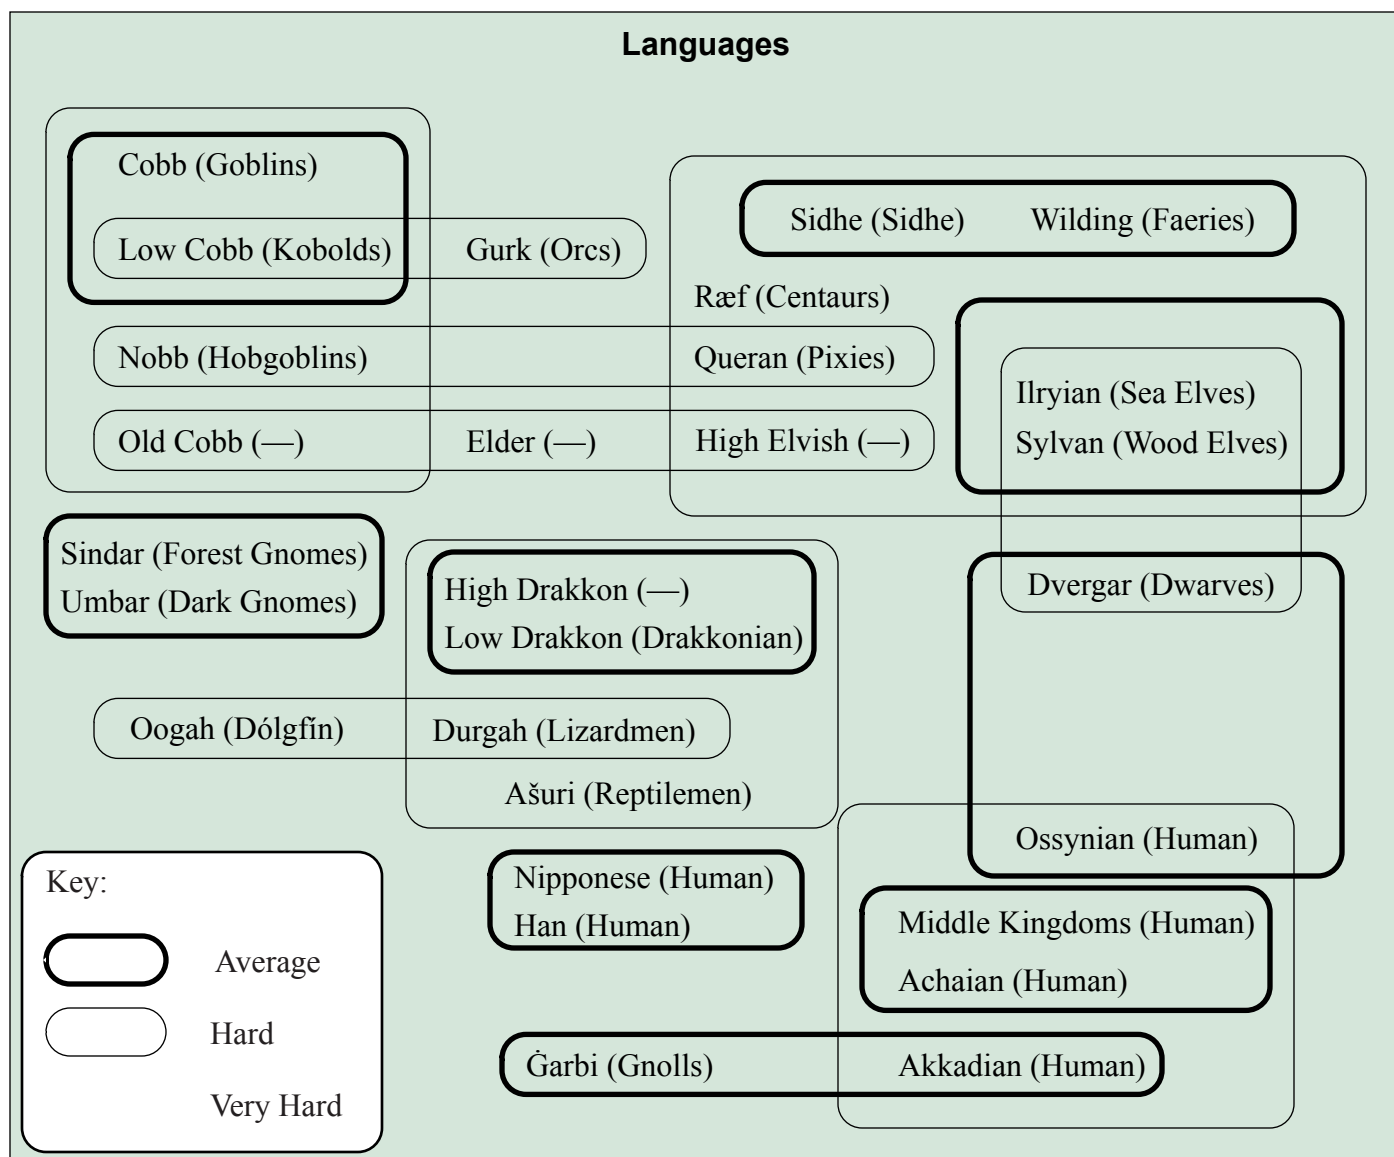 Languages
Cobb (Goblins)
Sidhe (Sidhe) Wilding (Faeries)
Low Cobb (Kobolds) Gurk (Orcs)
Ræf (Centaurs)
Nobb (Hobgoblins) Queran (Pixies)
Ilryian (Sea Elves)
Old Cobb (—) Elder (—) High Elvish (—) Sylvan (Wood Elves)
Sindar (Forest Gnomes)
Umbar (Dark Gnomes)
High Drakkon (—)
Low Drakkon (Drakkonian)
Dvergar (Dwarves)
Oogah (Dólgfín) Durgah (Lizardmen)
Ašuri (Reptilemen)
Ossynian (Human)
Nipponese (Human)
Han (Human)
Middle Kingdoms (Human)
Achaian (Human)
Ġarbi (Gnolls) Akkadian (Human)
Key:
Average
Hard
Very Hard